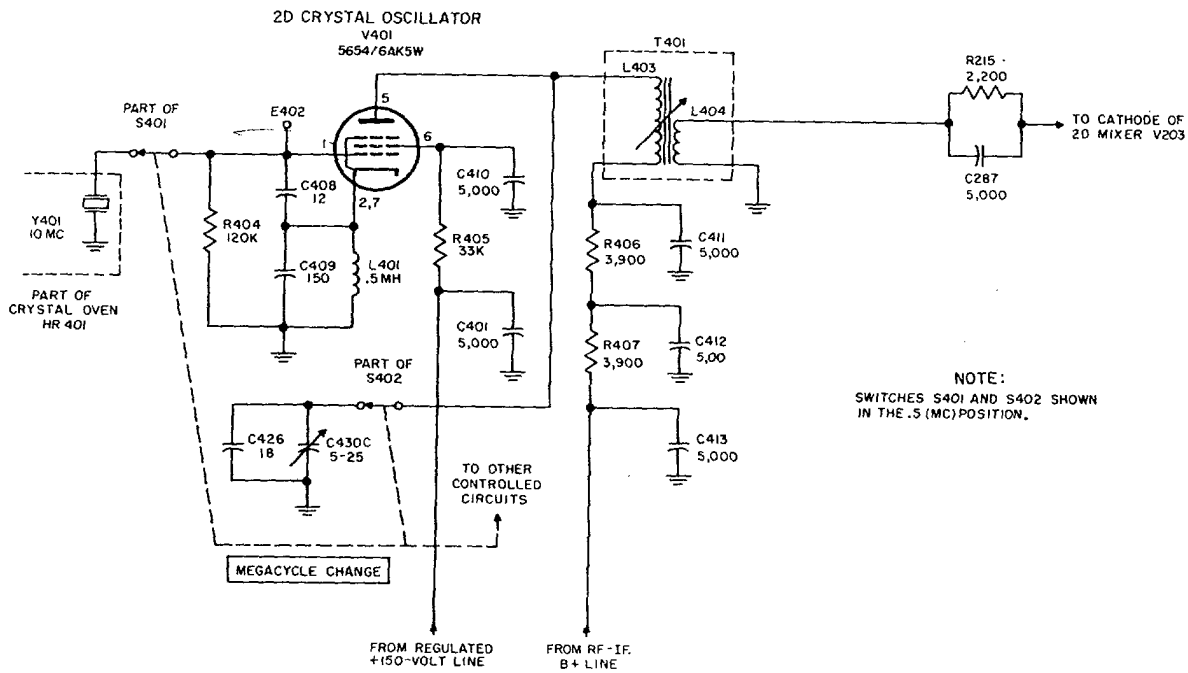 2D CRYSTAL OSCILLATOR
V401
5654/6AK5W
T401
L403
L404
R215
2,200
TO CATHODE OF
2D MIXER V203
C287
5,000
PART OF
S401
E402
5
1
6
2,7
C408
12
C410
5,000
Y401
10 MC
R404
120K
C409
150
L401
.5MH
R405
33K
R406
3,900
C411
5,000
PART OF
CRYSTAL OVEN
HR 401
C401
5,000
R407
3,900
C412
5,00
PART OF
S402
NOTE:
SWITCHES S401 AND S402 SHOWN
IN THE .5 (MC) POSITION.
C426
18
C430C
5-25
C413
5,000
TO OTHER
CONTROLLED
CIRCUITS
MEGACYCLE CHANGE
FROM REGULATED
+150-VOLT LINE
FROM RF-IF.
B+ LINE